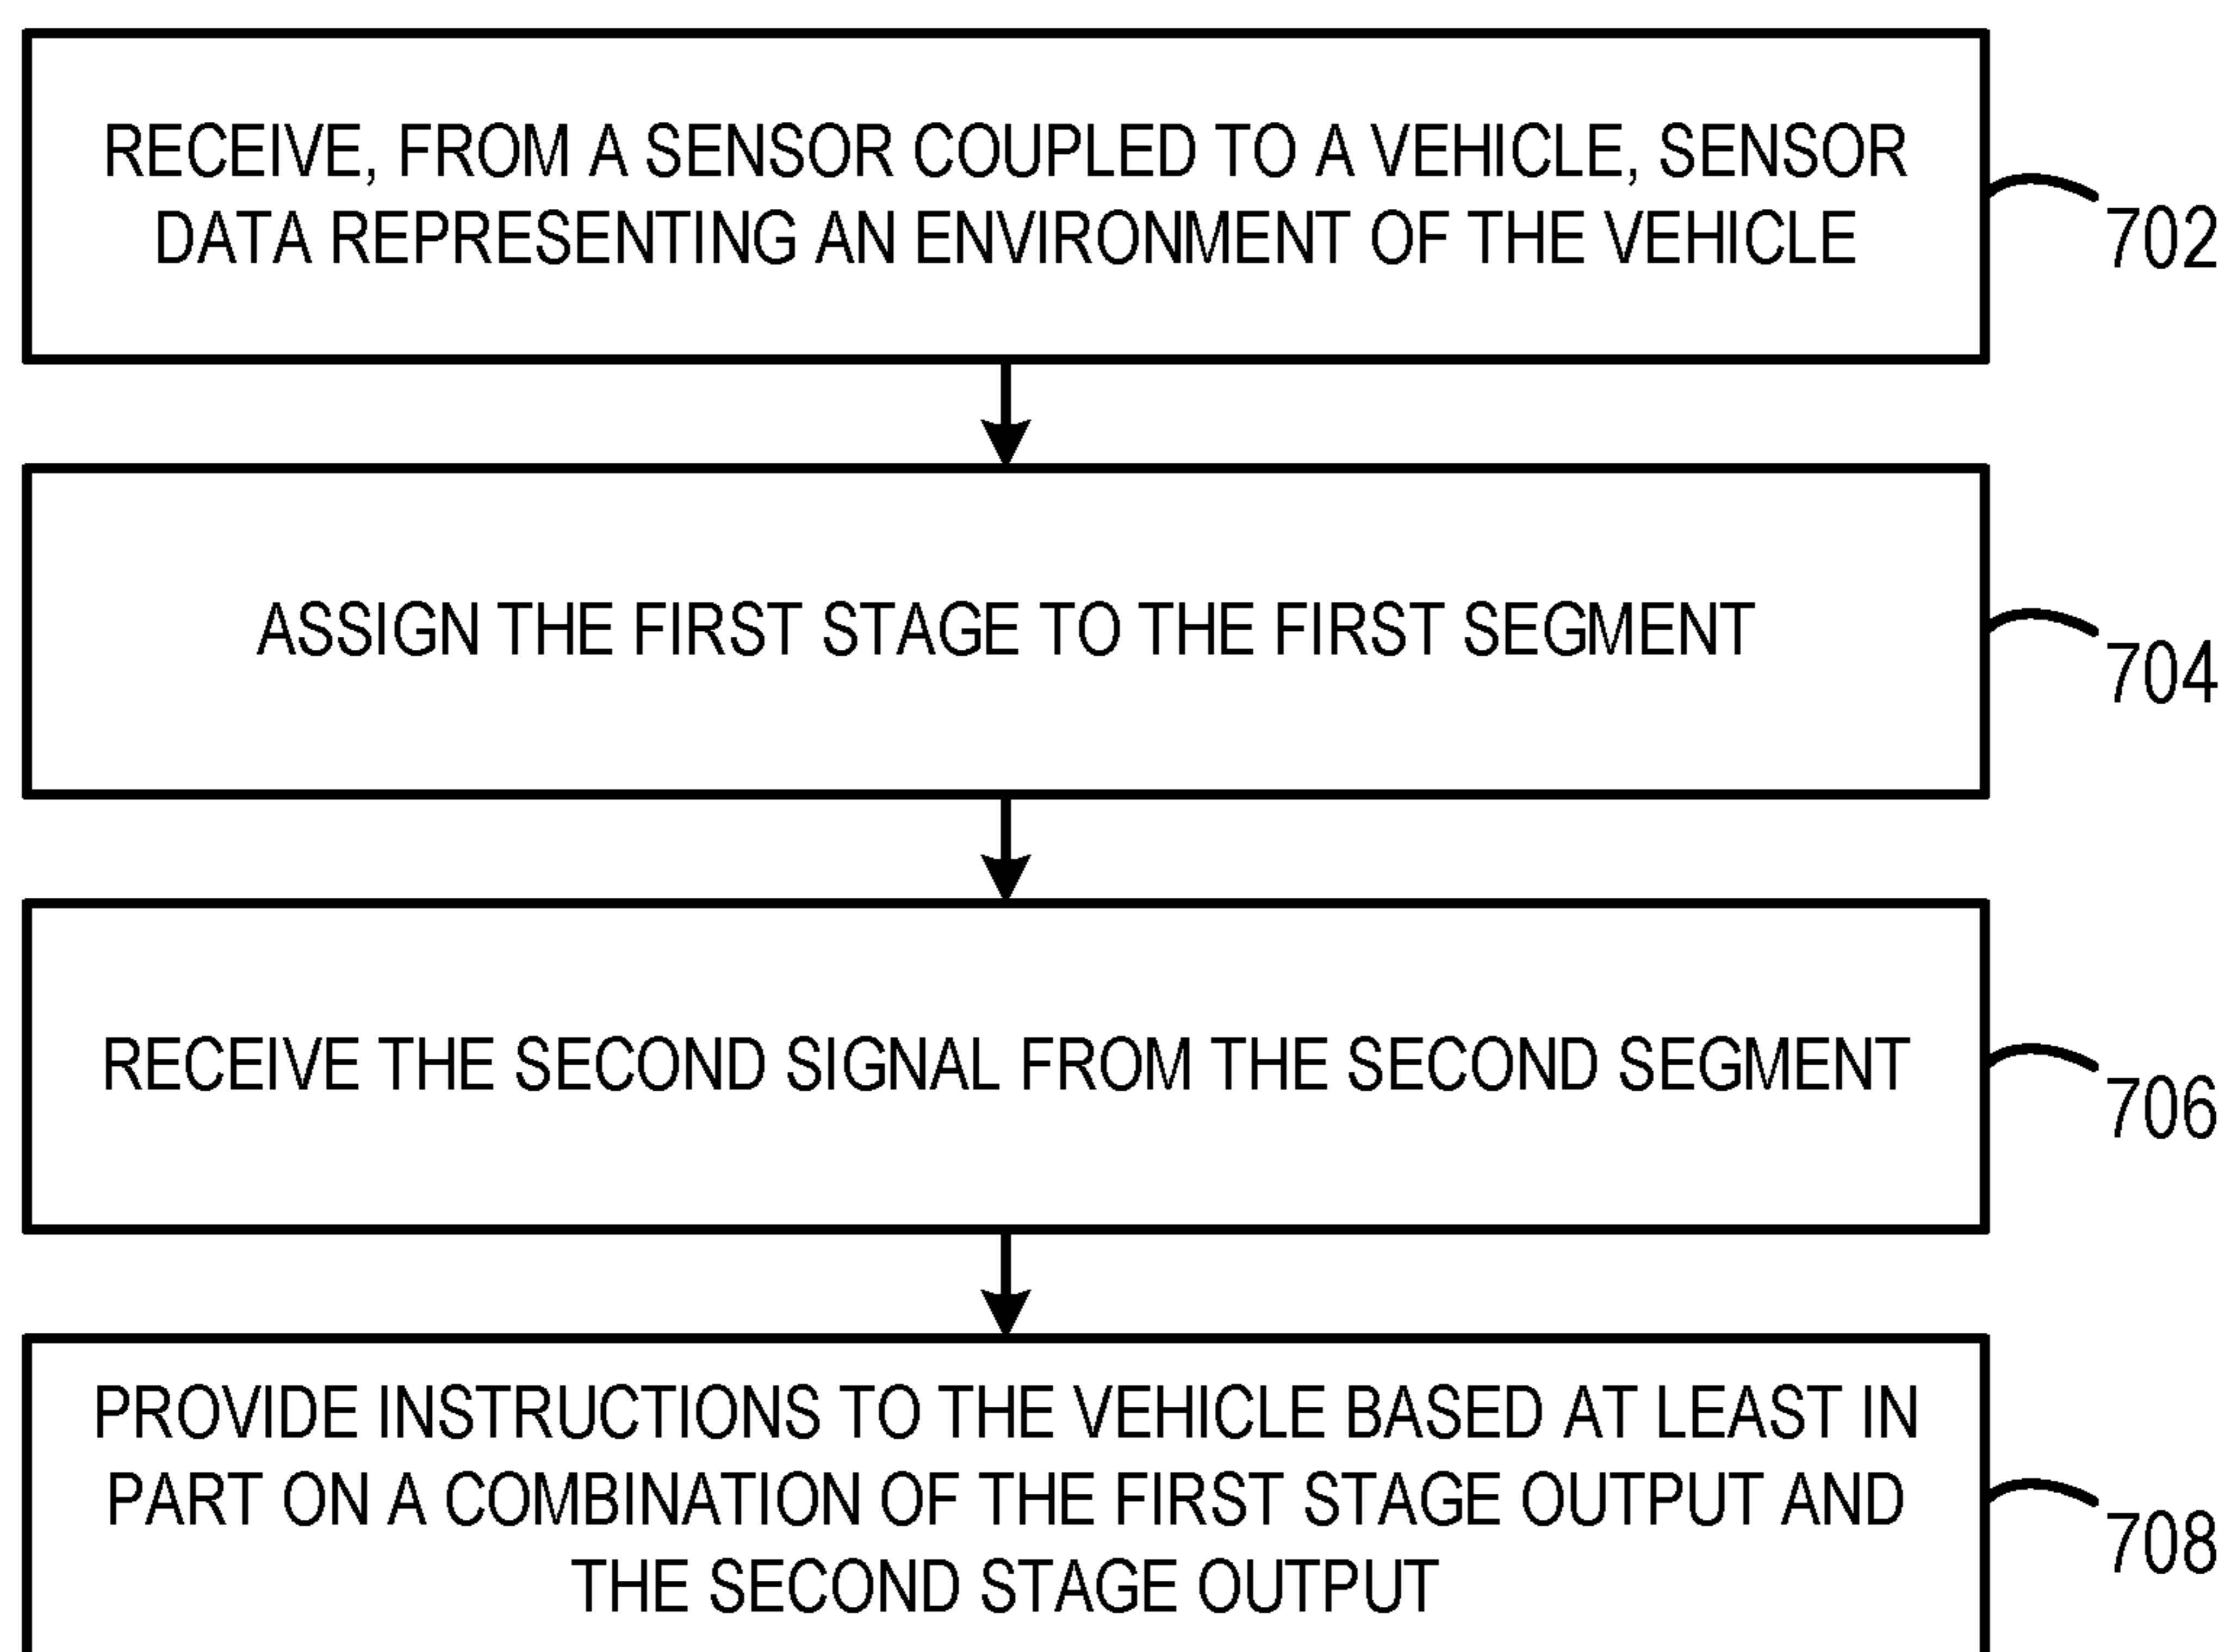 RECEIVE, FROM A SENSOR COUPLED TO A VEHICLE, SENSOR
DATA REPRESENTING AN ENVIRONMENT OF THE VEHICLE
702
ASSIGN THE FIRST STAGE TO THE FIRST SEGMENT
704
RECEIVE THE SECOND SIGNAL FROM THE SECOND SEGMENT
706
PROVIDE INSTRUCTIONS TO THE VEHICLE BASED AT LEAST IN
PART ON A COMBINATION OF THE FIRST STAGE OUTPUT AND
THE SECOND STAGE OUTPUT
708